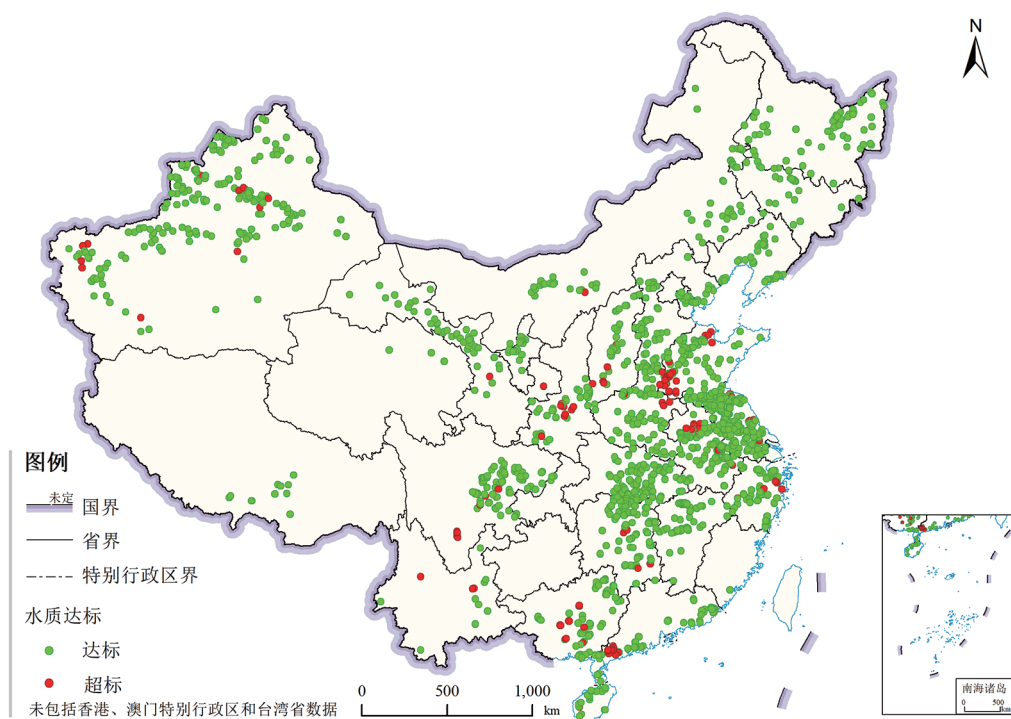 N
图例
未定
国界
省界
特别行政区界
水质达标
达标
超标
未包括香港、澳门特别行政区和台湾省数据
0 500 1,000
km
南海诸岛
0 500
km